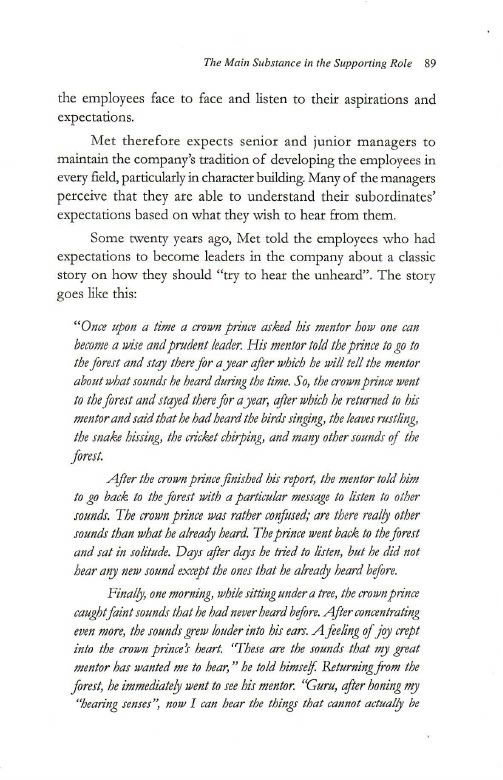 The Main Substance in the Supporting Role 89
the employees face to face and listen to their aspirations and
expectations.
Met therefore expects senior and junior managers to
maintain the company's tradition of developing the employees in
every field, particularly in character building. Many of the managers
perceive that they are able to understand their subordinates'
expectations based on what they wish to hear from them.
Some twenty years ago, Met told the employees who had
expectations to become leaders in the company about a classic
story on how they should "try to hear the unheard". The story
goes like this:
"Once upon a time a crown prince asked his mentor how one can
become a wise and prudent leader. His mentor told the prince to go to
the forest and stay there for a year after which he will tell the mentor
about what sounds he heard during the time. So, the crown prince went
to the forest and stayed there for a year, after which he returned to his
mentor and said that he had heard the birds singing, the leaves rustling,
the snake hissing, the cricket chirping, and many other sounds of the
forest.
After the crown prince finished his report, the mentor told him
to go back to the forest with a particular message to listen to other
sounds. The crown prince was rather confused; are there really other
sounds than what he already heard. The prince went back to the forest
and sat in solitude. Days after days he tried to listen, but he did not
hear any new sound except the ones that he already heard before.
Finally, one morning, while sitting under a tree, the crown prince
caught faint sounds that he had never heard before. After concentrating
even more, the sounds grew louder into his ears. A feeling of joy crept
into the crown prince's heart. "These are the sounds that my great
mentor has wanted me to hear," he told himself. Returning from the
forest, he immediately went to see his mentor. "Guru, after honing my
"hearing senses", now I can hear the things that cannot actually be